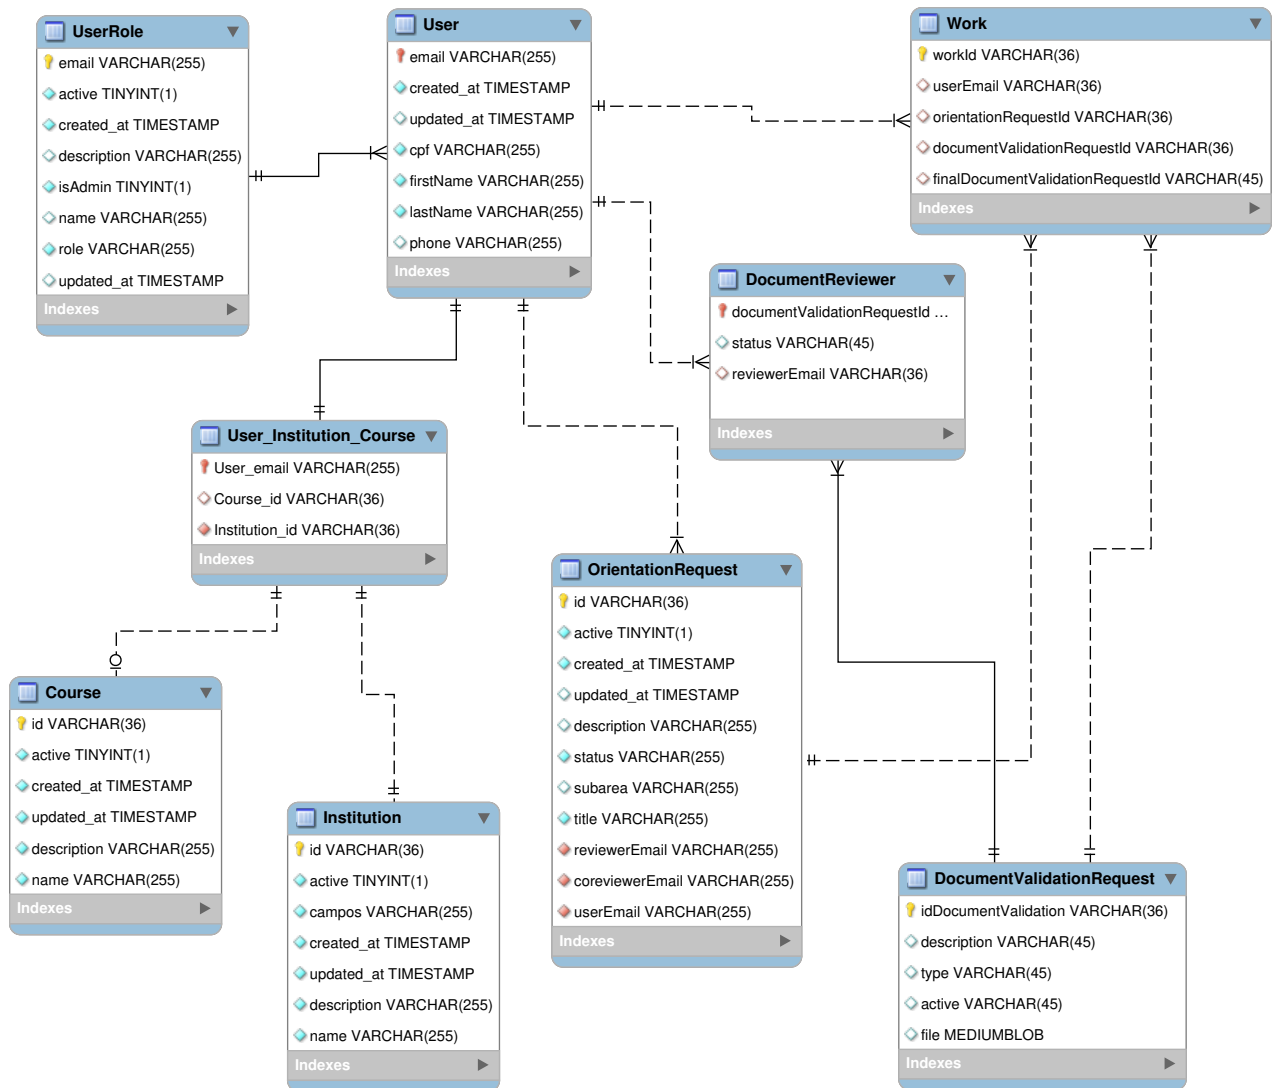 UserRole
email VARCHAR(255)
active TINYINT(1)
created_at TIMESTAMP
description VARCHAR(255)
isAdmin TINYINT(1)
name VARCHAR(255)
role VARCHAR(255)
updated_at TIMESTAMP
Indexes
User
email VARCHAR(255)
created_at TIMESTAMP
updated_at TIMESTAMP
cpf VARCHAR(255)
firstName VARCHAR(255)
lastName VARCHAR(255)
phone VARCHAR(255)
Indexes
Work
workId VARCHAR(36)
userEmail VARCHAR(36)
orientationRequestId VARCHAR(36)
documentValidationRequestId VARCHAR(36)
finalDocumentValidationRequestId VARCHAR(45)
Indexes
DocumentReviewer
documentValidationRequestId ...
status VARCHAR(45)
reviewerEmail VARCHAR(36)
Indexes
User_Institution_Course
User_email VARCHAR(255)
Course_id VARCHAR(36)
Institution_id VARCHAR(36)
Indexes
OrientationRequest
id VARCHAR(36)
active TINYINT(1)
created_at TIMESTAMP
updated_at TIMESTAMP
description VARCHAR(255)
status VARCHAR(255)
subarea VARCHAR(255)
title VARCHAR(255)
reviewerEmail VARCHAR(255)
coreviewerEmail VARCHAR(255)
userEmail VARCHAR(255)
Indexes
Course
id VARCHAR(36)
active TINYINT(1)
created_at TIMESTAMP
updated_at TIMESTAMP
description VARCHAR(255)
name VARCHAR(255)
Indexes
Institution
id VARCHAR(36)
active TINYINT(1)
campos VARCHAR(255)
created_at TIMESTAMP
updated_at TIMESTAMP
description VARCHAR(255)
name VARCHAR(255)
Indexes
DocumentValidationRequest
idDocumentValidation VARCHAR(36)
description VARCHAR(45)
type VARCHAR(45)
active VARCHAR(45)
file MEDIUMBLOB
Indexes